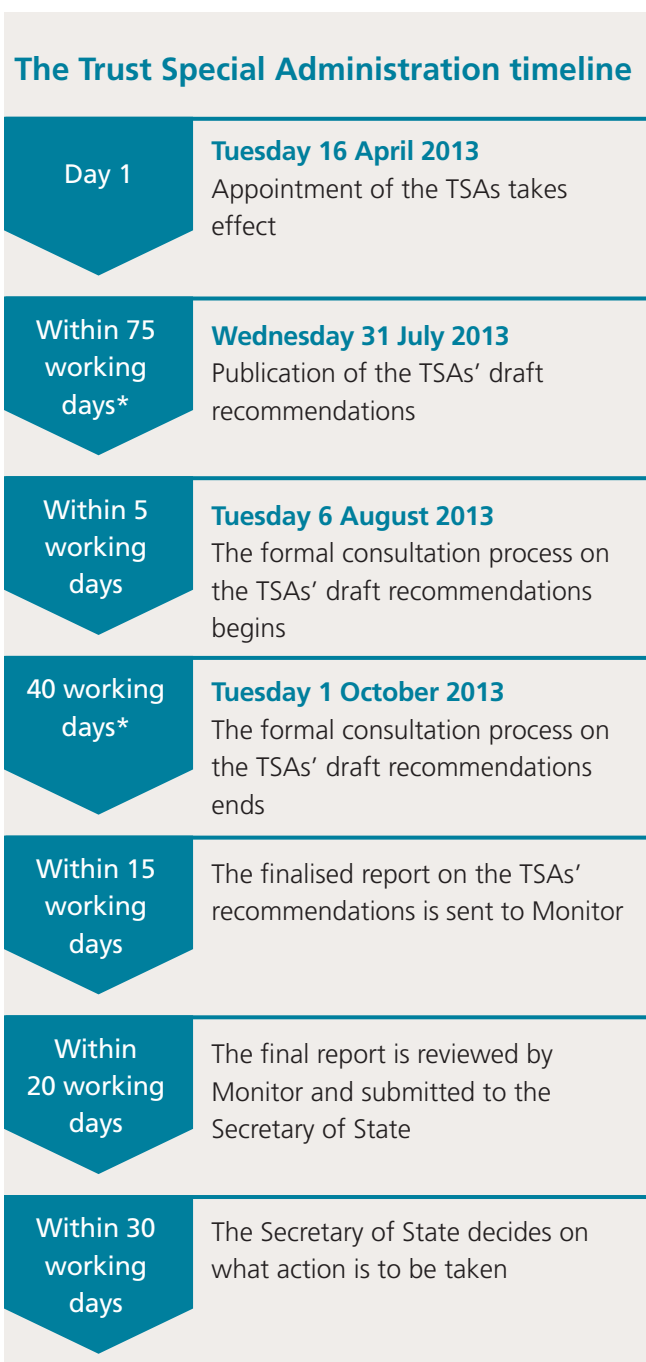 The Trust Special Administration timeline
Day 1
Tuesday 16 April 2013
Appointment of the TSAs takes
effect
Within 75
working
days*
Wednesday 31 July 2013
Publication of the TSAs’ draft
recommendations
Within 5
working
days
Tuesday 6 August 2013
The formal consultation process on
the TSAs’ draft recommendations
begins
40 working
days*
Tuesday 1 October 2013
The formal consultation process on
the TSAs’ draft recommendations
ends
Within 15
working
days
The finalised report on the TSAs’
recommendations is sent to Monitor
Within
20 working
days
The final report is reviewed by
Monitor and submitted to the
Secretary of State
Within 30
working
days
The Secretary of State decides on
what action is to be taken